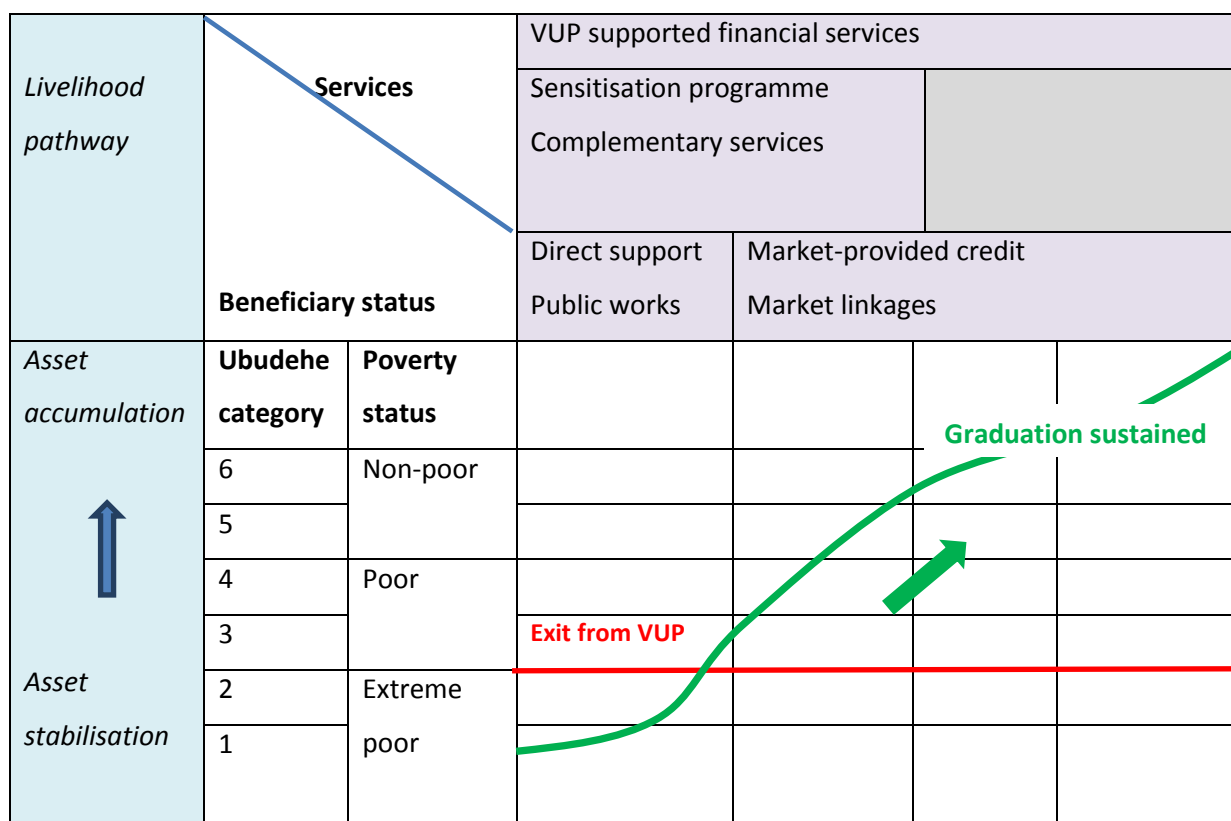 VUP supported financial services
Livelihood
pathway
Services
Sensitisation programme
Complementary services
Beneficiary status
Direct support
Public works
Market-provided credit
Market linkages
Asset
accumulation
Ubudehe
category
Poverty
status
Graduation sustained
6
Non-poor
5
4
Poor
3
Exit from VUP
Asset
stabilisation
2
Extreme
poor
1